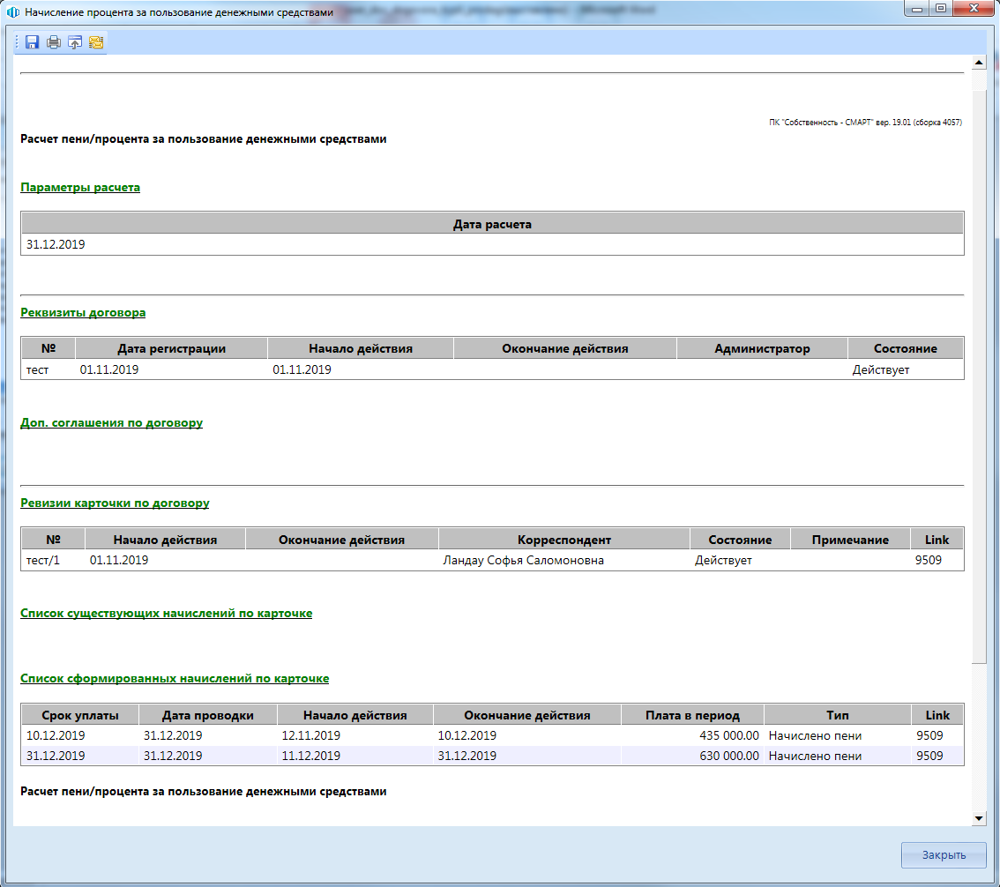 Начисление процента за пользование денежными средствами
ПК "Собственность - СМАРТ" вер. 19.01 (сборка 4057)
Расчет пени/процента за пользование денежными средствами
Параметры расчета
Дата расчета
31.12.2019
Реквизиты договора
№ Дата регистрации Начало действия Окончание действия Администратор Состояние
тест 01.11.2019 01.11.2019 Действует
Доп. соглашения по договору
Ревизии карточки по договору
№ Начало действия Окончание действия Корреспондент Состояние Примечание Link
тест/1 01.11.2019 Ландау Софья Саломоновна Действует 9509
Список существующих начислений по карточке
Список сформированных начислений по карточке
Срок уплаты Дата проводки Начало действия Окончание действия Плата в период Тип Link
10.12.2019 31.12.2019 12.11.2019 10.12.2019 435 000.00 Начислено пени 9509
31.12.2019 31.12.2019 11.12.2019 31.12.2019 630 000.00 Начислено пени 9509
Расчет пени/процента за пользование денежными средствами
Закрыть